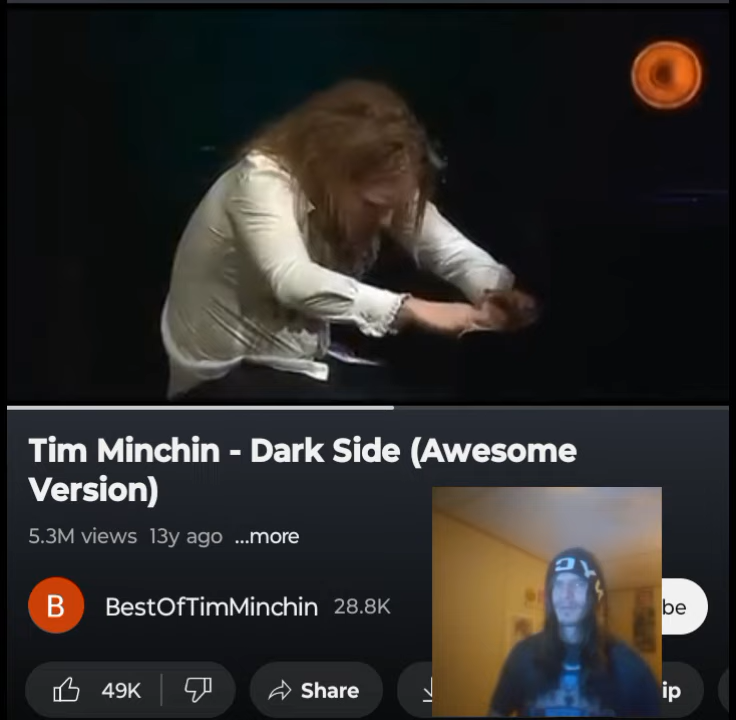 Tim Minchin - Dark Side (Awesome
Version)
5.3M views 13y ago ...more
B BestOfTimMinchin 28.8K be
49K Share ip